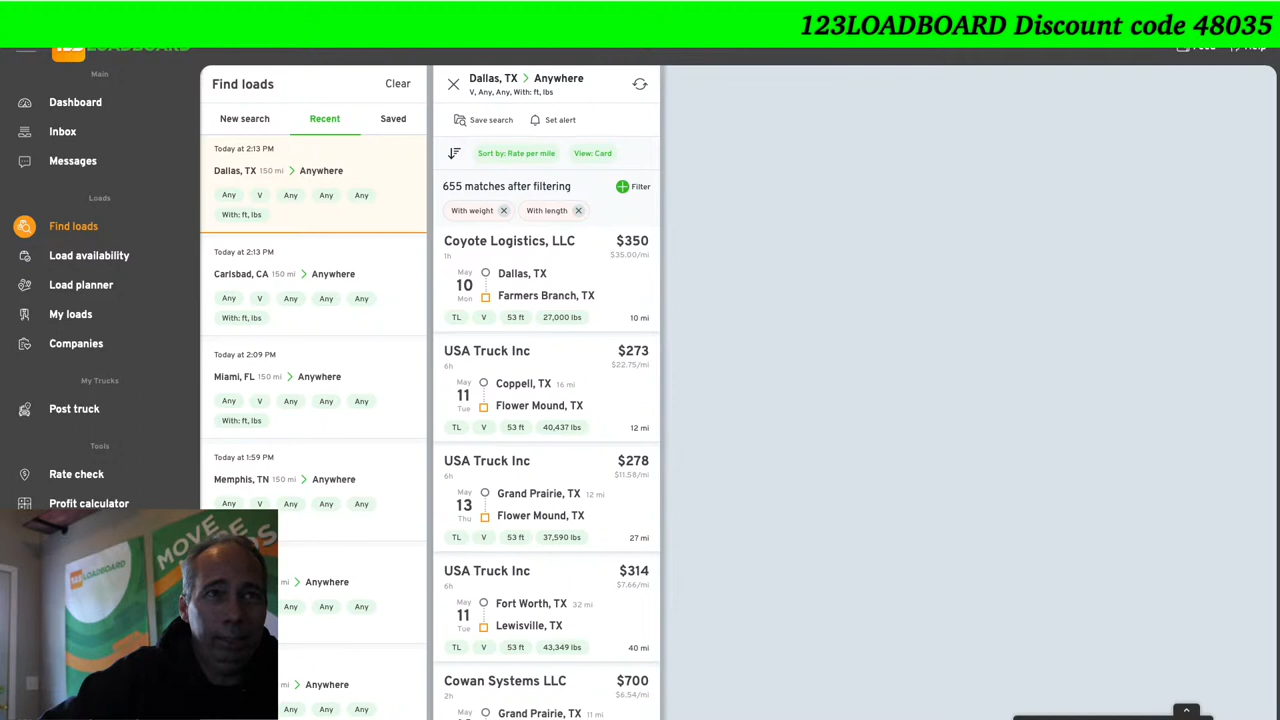 123LOADBOARD Discount code 48035
Main
Dashboard
Inbox
Messages
Loads
Find loads
Load availability
Load planner
My loads
Companies
My Trucks
Post truck
Tools
Rate check
Profit calculator
MOVE
123LOADBOARD
Find loads
Clear
New search
Recent
Saved
Today at 2:13 PM
Dallas, TX 150 mi > Anywhere
Any V Any Any Any
With: ft, lbs
Today at 2:13 PM
Carlsbad, CA 150 mi > Anywhere
Any V Any Any Any
With: ft, lbs
Today at 2:09 PM
Miami, FL 150 mi > Anywhere
Any V Any Any Any
With: ft, lbs
Today at 1:59 PM
Memphis, TN 150 mi > Anywhere
Any V Any Any Any
mi > Anywhere
Any Any
mi > Anywhere
Any Any
Dallas, TX > Anywhere
V, Any, Any, With: ft, lbs
Save search
Set alert
Sort by: Rate per mile
View: Card
655 matches after filtering
Filter
With weight
With length
Coyote Logistics, LLC $350
1h $35.00/mi
May 10 Mon
Dallas, TX
Farmers Branch, TX
TL V 53 ft 27,000 lbs 10 mi
USA Truck Inc $273
6h $22.75/mi
May 11 Tue
Coppell, TX 16 mi
Flower Mound, TX
TL V 53 ft 40,437 lbs 12 mi
USA Truck Inc $278
6h $11.58/mi
May 13 Thu
Grand Prairie, TX 12 mi
Flower Mound, TX
TL V 53 ft 37,590 lbs 27 mi
USA Truck Inc $314
6h $7.66/mi
May 11 Tue
Fort Worth, TX 32 mi
Lewisville, TX
TL V 53 ft 43,349 lbs 40 mi
Cowan Systems LLC $700
2h $6.54/mi
May
Grand Prairie, TX 11 mi